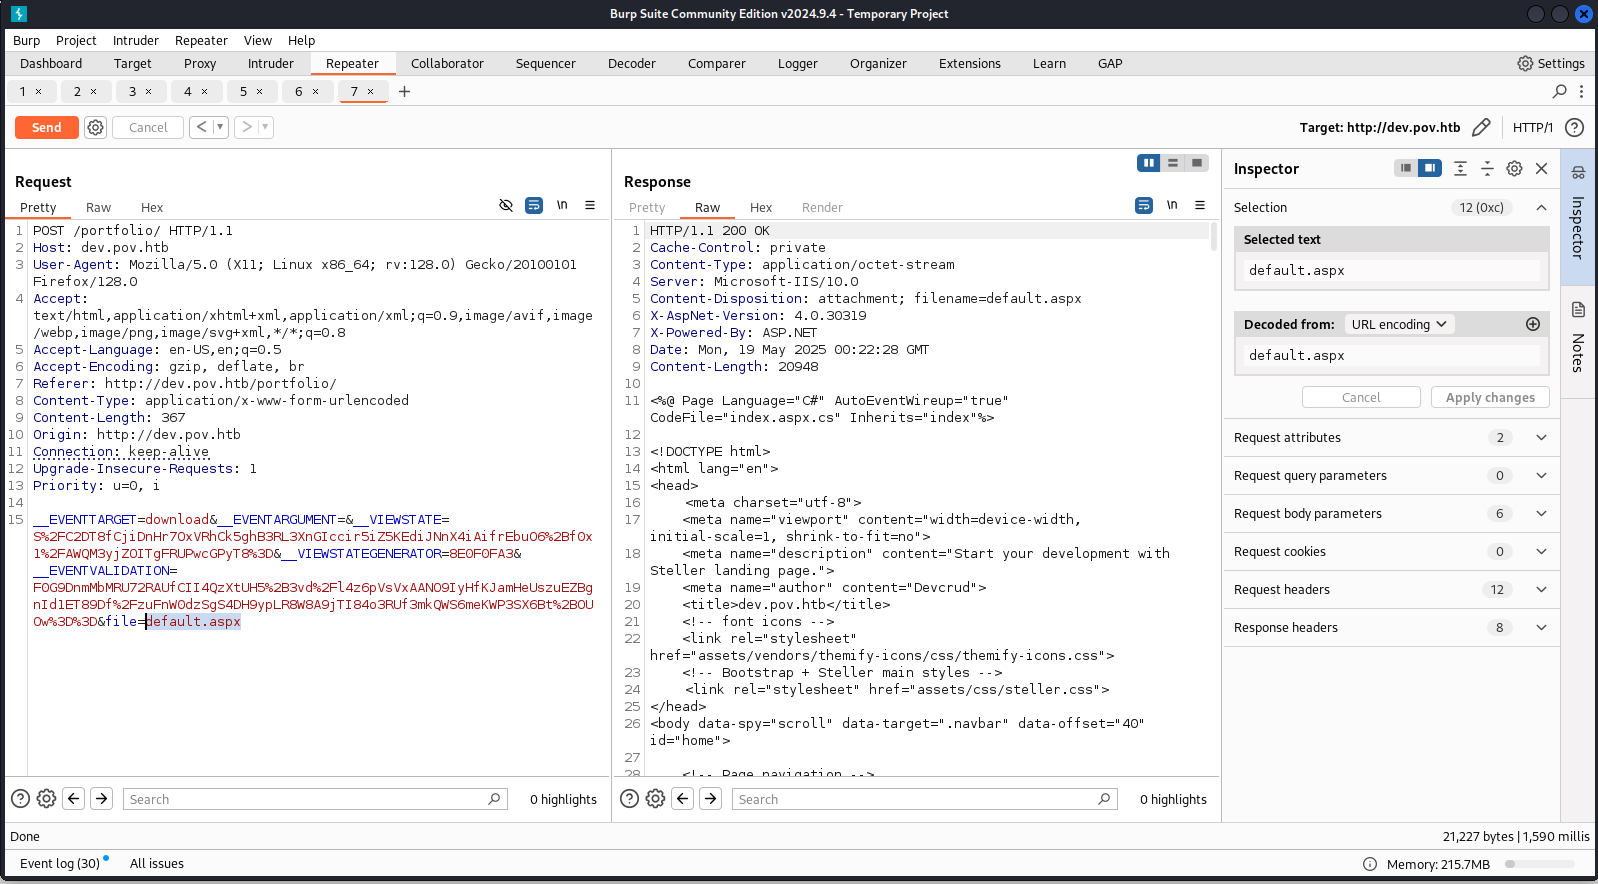 Burp Suite Community Edition v2024.9.4 - Temporary Project
Burp Project Intruder Repeater View Help
Dashboard Target Proxy Intruder Repeater Collaborator Sequencer Decoder Comparer Logger Organizer Extensions Learn GAP Settings
1 × 2 × 3 × 4 × 5 × 6 × 7 × +
Send Cancel < > Target: http://dev.pov.htb HTTP/1
Request
Pretty Raw Hex \n
1 POST /portfolio/ HTTP/1.1
2 Host: dev.pov.htb
3 User-Agent: Mozilla/5.0 (X11; Linux x86_64; rv:128.0) Gecko/20100101
Firefox/128.0
4 Accept:
text/html,application/xhtml+xml,application/xml;q=0.9,image/avif,image
/webp,image/png,image/svg+xml,*/*;q=0.8
5 Accept-Language: en-US,en;q=0.5
6 Accept-Encoding: gzip, deflate, br
7 Referer: http://dev.pov.htb/portfolio/
8 Content-Type: application/x-www-form-urlencoded
9 Content-Length: 367
10 Origin: http://dev.pov.htb
11 Connection: keep-alive
12 Upgrade-Insecure-Requests: 1
13 Priority: u=0, i
14
15 __EVENTTARGET=download&__EVENTARGUMENT=&__VIEWSTATE=
S%2FC2DT8fCjiDnHr7OxVRhCk5ghB3RL3XnGIccir5iZ5KEdiJNnX4iAifrEbuO6%2BfOx
1%2FAWQM3yjZOITgFRUPwcGPyT8%3D&__VIEWSTATEGENERATOR=8E0F0FA3&
__EVENTVALIDATION=
FOG9DnmMbMRU72RAUfCII4QzXtUH5%2B3vd%2Fl4z6pVsVxAANO9IyHfKJamHeUszuEZBg
nId1ET89Df%2FzuFnWOdzSgS4DH9ypLR8W8A9jTI84o3RUf3mkQWS6meKWP3SX6Bt%2BOU
Ow%3D%3D&file=default.aspx
Search 0 highlights
Response
Pretty Raw Hex Render \n
1 HTTP/1.1 200 OK
2 Cache-Control: private
3 Content-Type: application/octet-stream
4 Server: Microsoft-IIS/10.0
5 Content-Disposition: attachment; filename=default.aspx
6 X-AspNet-Version: 4.0.30319
7 X-Powered-By: ASP.NET
8 Date: Mon, 19 May 2025 00:22:28 GMT
9 Content-Length: 20948
10
11 <%@ Page Language="C#" AutoEventWireup="true"
CodeFile="index.aspx.cs" Inherits="index"%>
12
13 <!DOCTYPE html>
14 <html lang="en">
15 <head>
16 <meta charset="utf-8">
17 <meta name="viewport" content="width=device-width,
initial-scale=1, shrink-to-fit=no">
18 <meta name="description" content="Start your development with
Steller landing page.">
19 <meta name="author" content="Devcrud">
20 <title>dev.pov.htb</title>
21 <!-- font icons -->
22 <link rel="stylesheet"
href="assets/vendors/themify-icons/css/themify-icons.css">
23 <!-- Bootstrap + Steller main styles -->
24 <link rel="stylesheet" href="assets/css/steller.css">
25 </head>
26 <body data-spy="scroll" data-target=".navbar" data-offset="40"
id="home">
27
28 <!-- Page navigation -->
Search 0 highlights
Inspector
Selection 12 (0xc)
Selected text
default.aspx
Decoded from: URL encoding
default.aspx
Cancel Apply changes
Request attributes 2
Request query parameters 0
Request body parameters 6
Request cookies 0
Request headers 12
Response headers 8
Inspector
Notes
Done 21,227 bytes | 1,590 millis
Event log (30) All issues Memory: 215.7MB